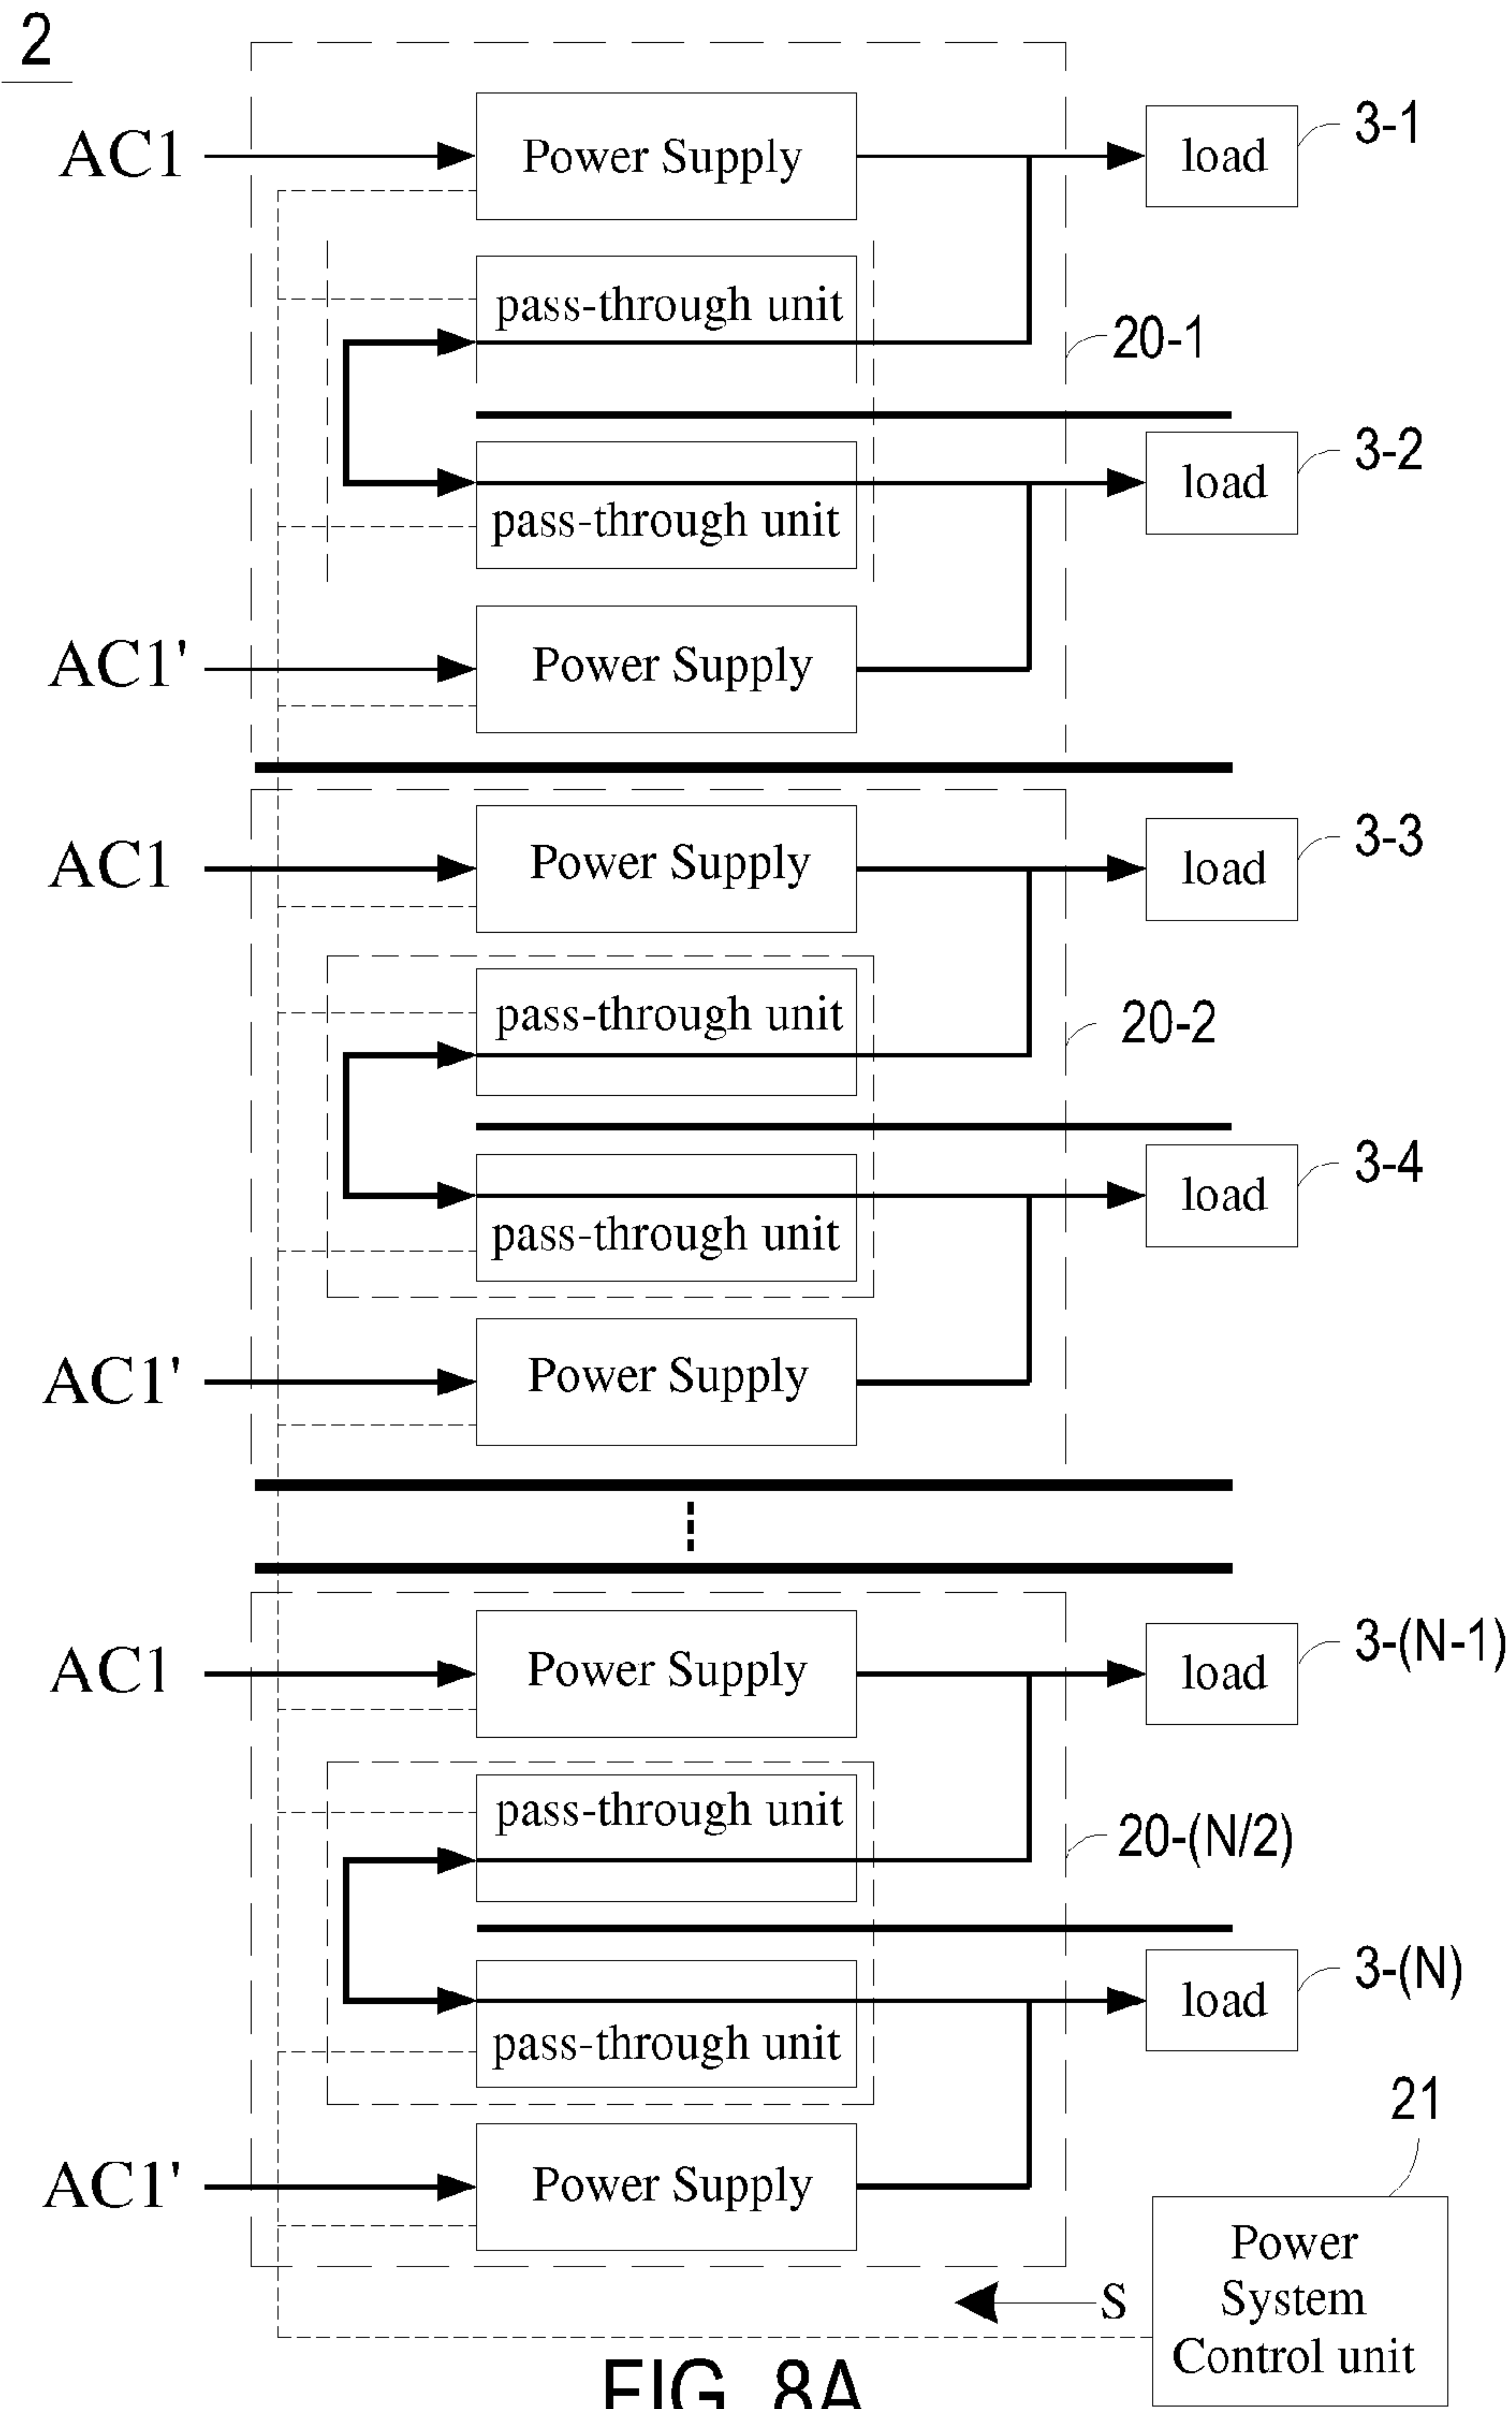 2
AC1
Power Supply
load
3-1
pass-through unit
20-1
load
3-2
pass-through unit
AC1'
Power Supply
AC1
Power Supply
load
3-3
pass-through unit
20-2
load
3-4
pass-through unit
AC1'
Power Supply
AC1
Power Supply
load
3-(N-1)
pass-through unit
20-(N/2)
load
3-(N)
pass-through unit
21
AC1'
Power Supply
Power
System
Control unit
S
FIG. 8A